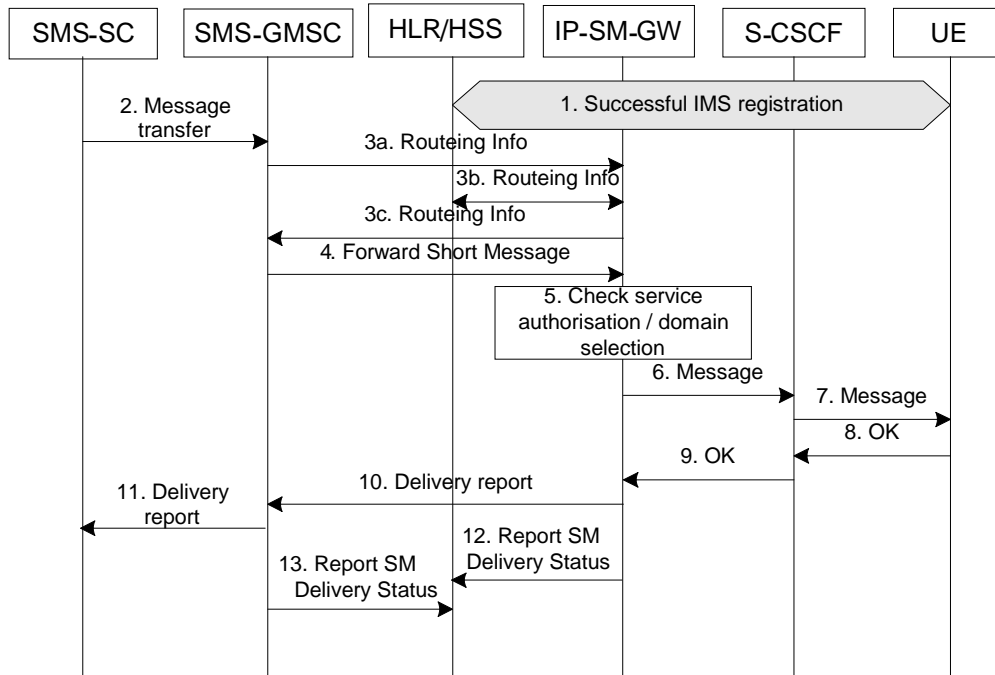 SMS-SC
SMS-GMSC
HLR/HSS
IP-SM-GW
S-CSCF
UE
1. Successful IMS registration
2. Message
transfer
3a. Routeing Info
3b. Routeing Info
3c. Routeing Info
4. Forward Short Message
5. Check service
authorisation / domain
selection
6. Message
7. Message
8. OK
9. OK
10. Delivery report
11. Delivery
report
12. Report SM
Delivery Status
13. Report SM
Delivery Status